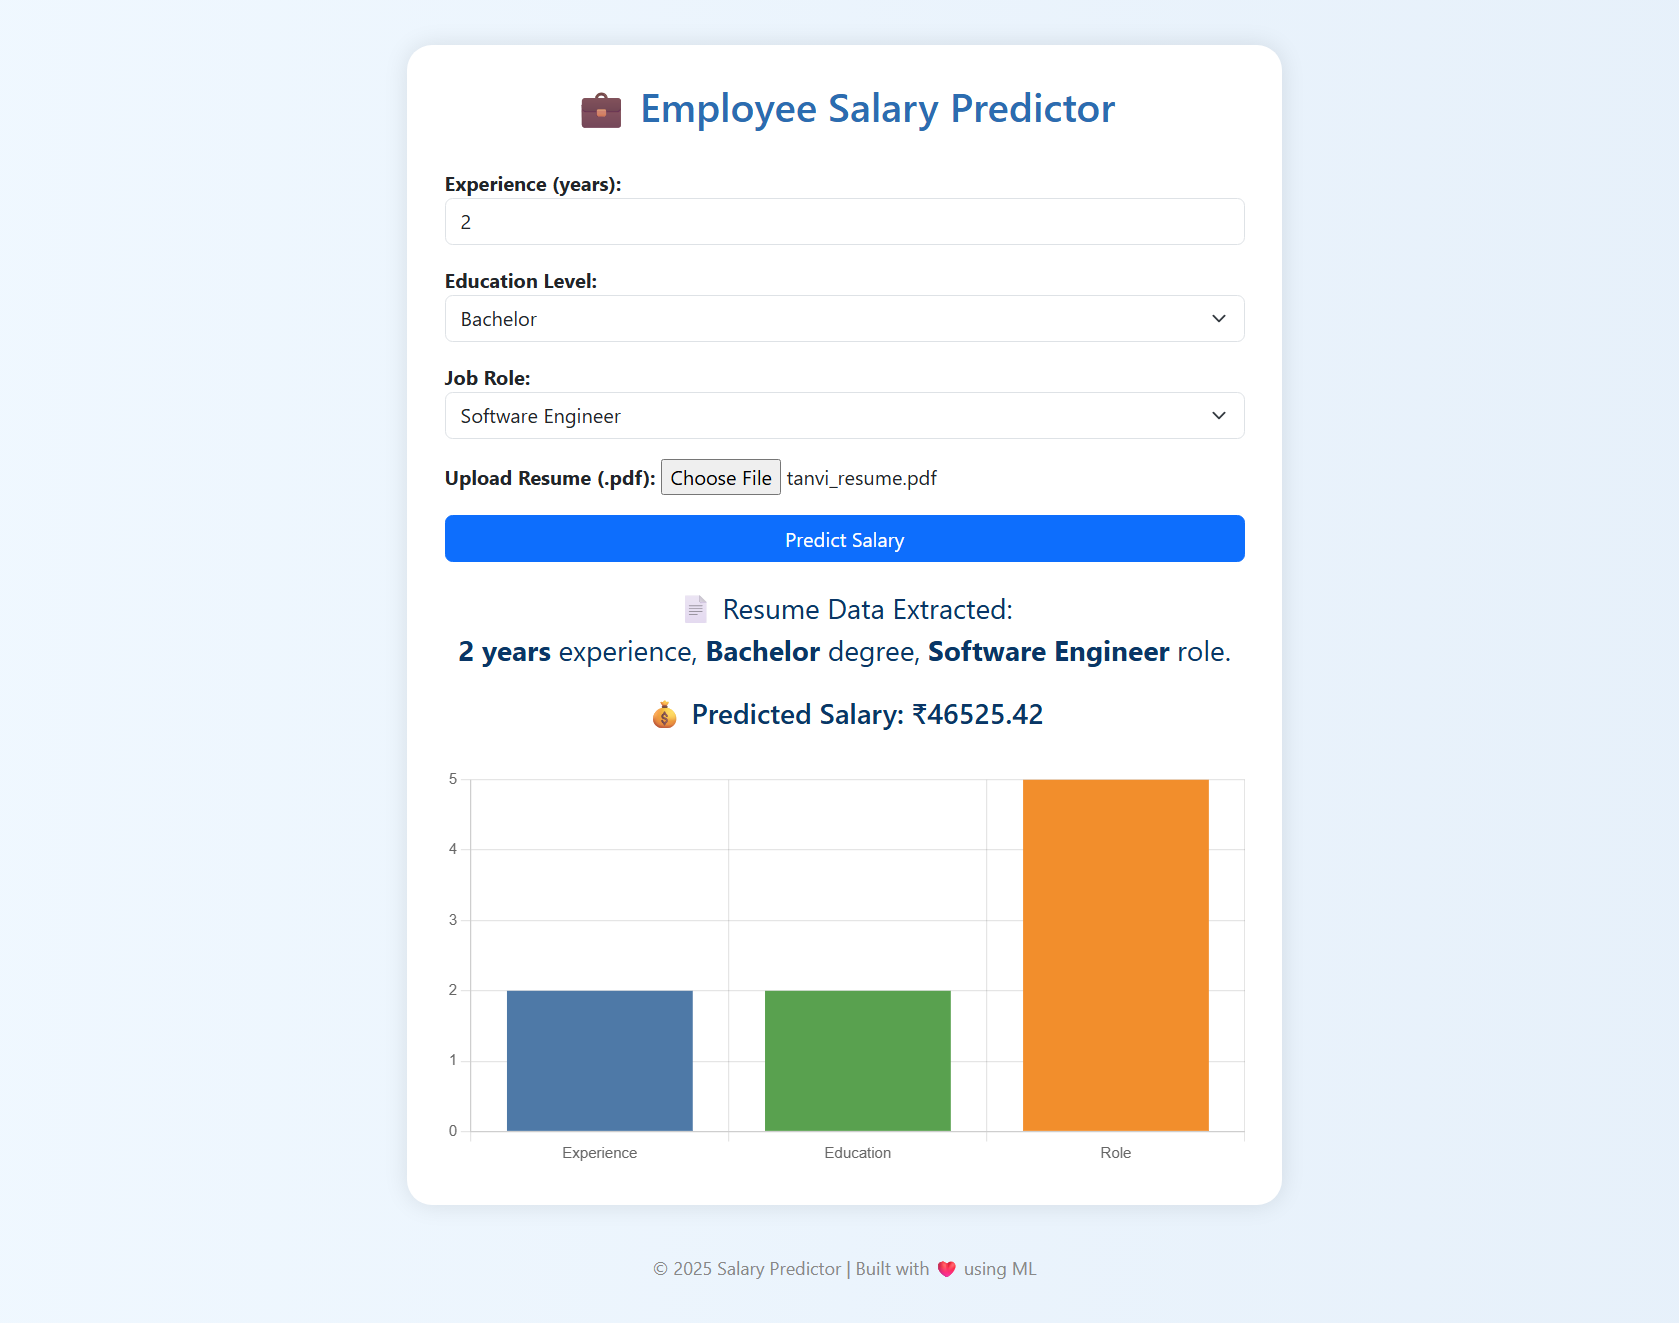 Employee Salary Predictor
Experience (years):
2
Education Level:
Bachelor
Job Role:
Software Engineer
Upload Resume (.pdf): Choose File tanvi_resume.pdf
Predict Salary
Resume Data Extracted:
2 years experience, Bachelor degree, Software Engineer role.
Predicted Salary: ₹46525.42
5
4
3
2
1
0
Experience Education Role
© 2025 Salary Predictor | Built with ❤️ using ML